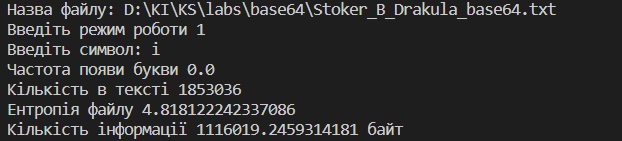 Назва файлу: D:\KI\KS\labs\base64\Stoker_B_Drakula_base64.txt
Введіть режим роботи 1
Введіть символ: i
Частота появи букви 0.0
Кількість в тексті 1853036
Ентропія файлу 4.818122242337086
Кількість інформації 1116019.2459314181 байт